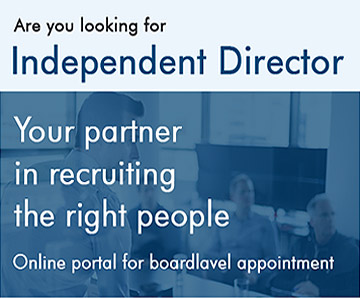 Are you looking for
Independent Director
Your partner
in recruiting
the right people
Online portal for boardlavel appointment